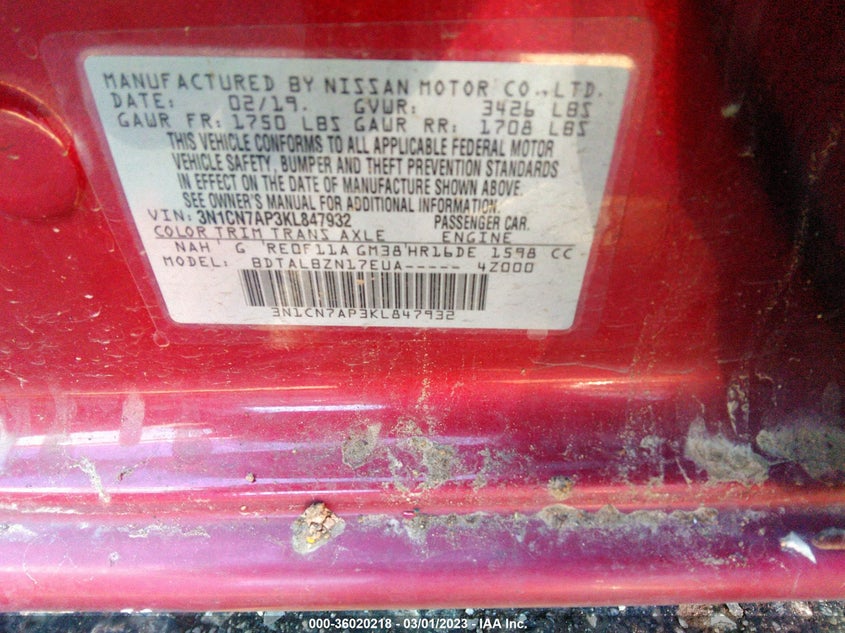 MANUFACTURED BY NISSAN MOTOR CO.,LTD.
DATE: 02/19. GVWR: 3426 LBS
GAWR FR: 1750 LBS GAWR RR: 1708 LBS
THIS VEHICLE CONFORMS TO ALL APPLICABLE FEDERAL MOTOR
VEHICLE SAFETY, BUMPER AND THEFT PREVENTION STANDARDS
IN EFFECT ON THE DATE OF MANUFACTURE SHOWN ABOVE.
SEE OWNER'S MANUAL FOR ADDITIONAL INFORMATION.
VIN: 3N1CN7AP3KL847932 PASSENGER CAR.
COLOR TRIM TRANS AXLE ENGINE
NAH G RE0F11A GM38 HR16DE 1598 CC
MODEL: BDTALBZN17EUA----- 4Z000
3N1CN7AP3KL847932
000-36020218 - 03/01/2023 - IAA Inc.